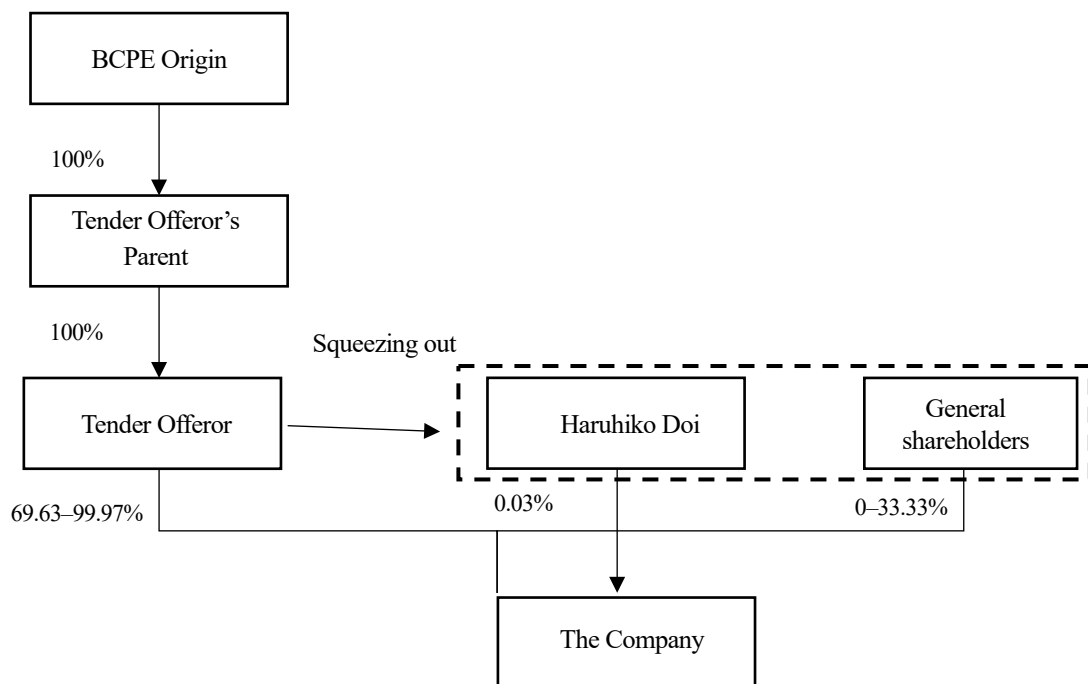 BCPE Origin
100%
Tender Offeror’s
Parent
100%
Squeezing out
Tender Offeror
Haruhiko Doi
General
shareholders
69.63–99.97%
0.03%
0–33.33%
The Company